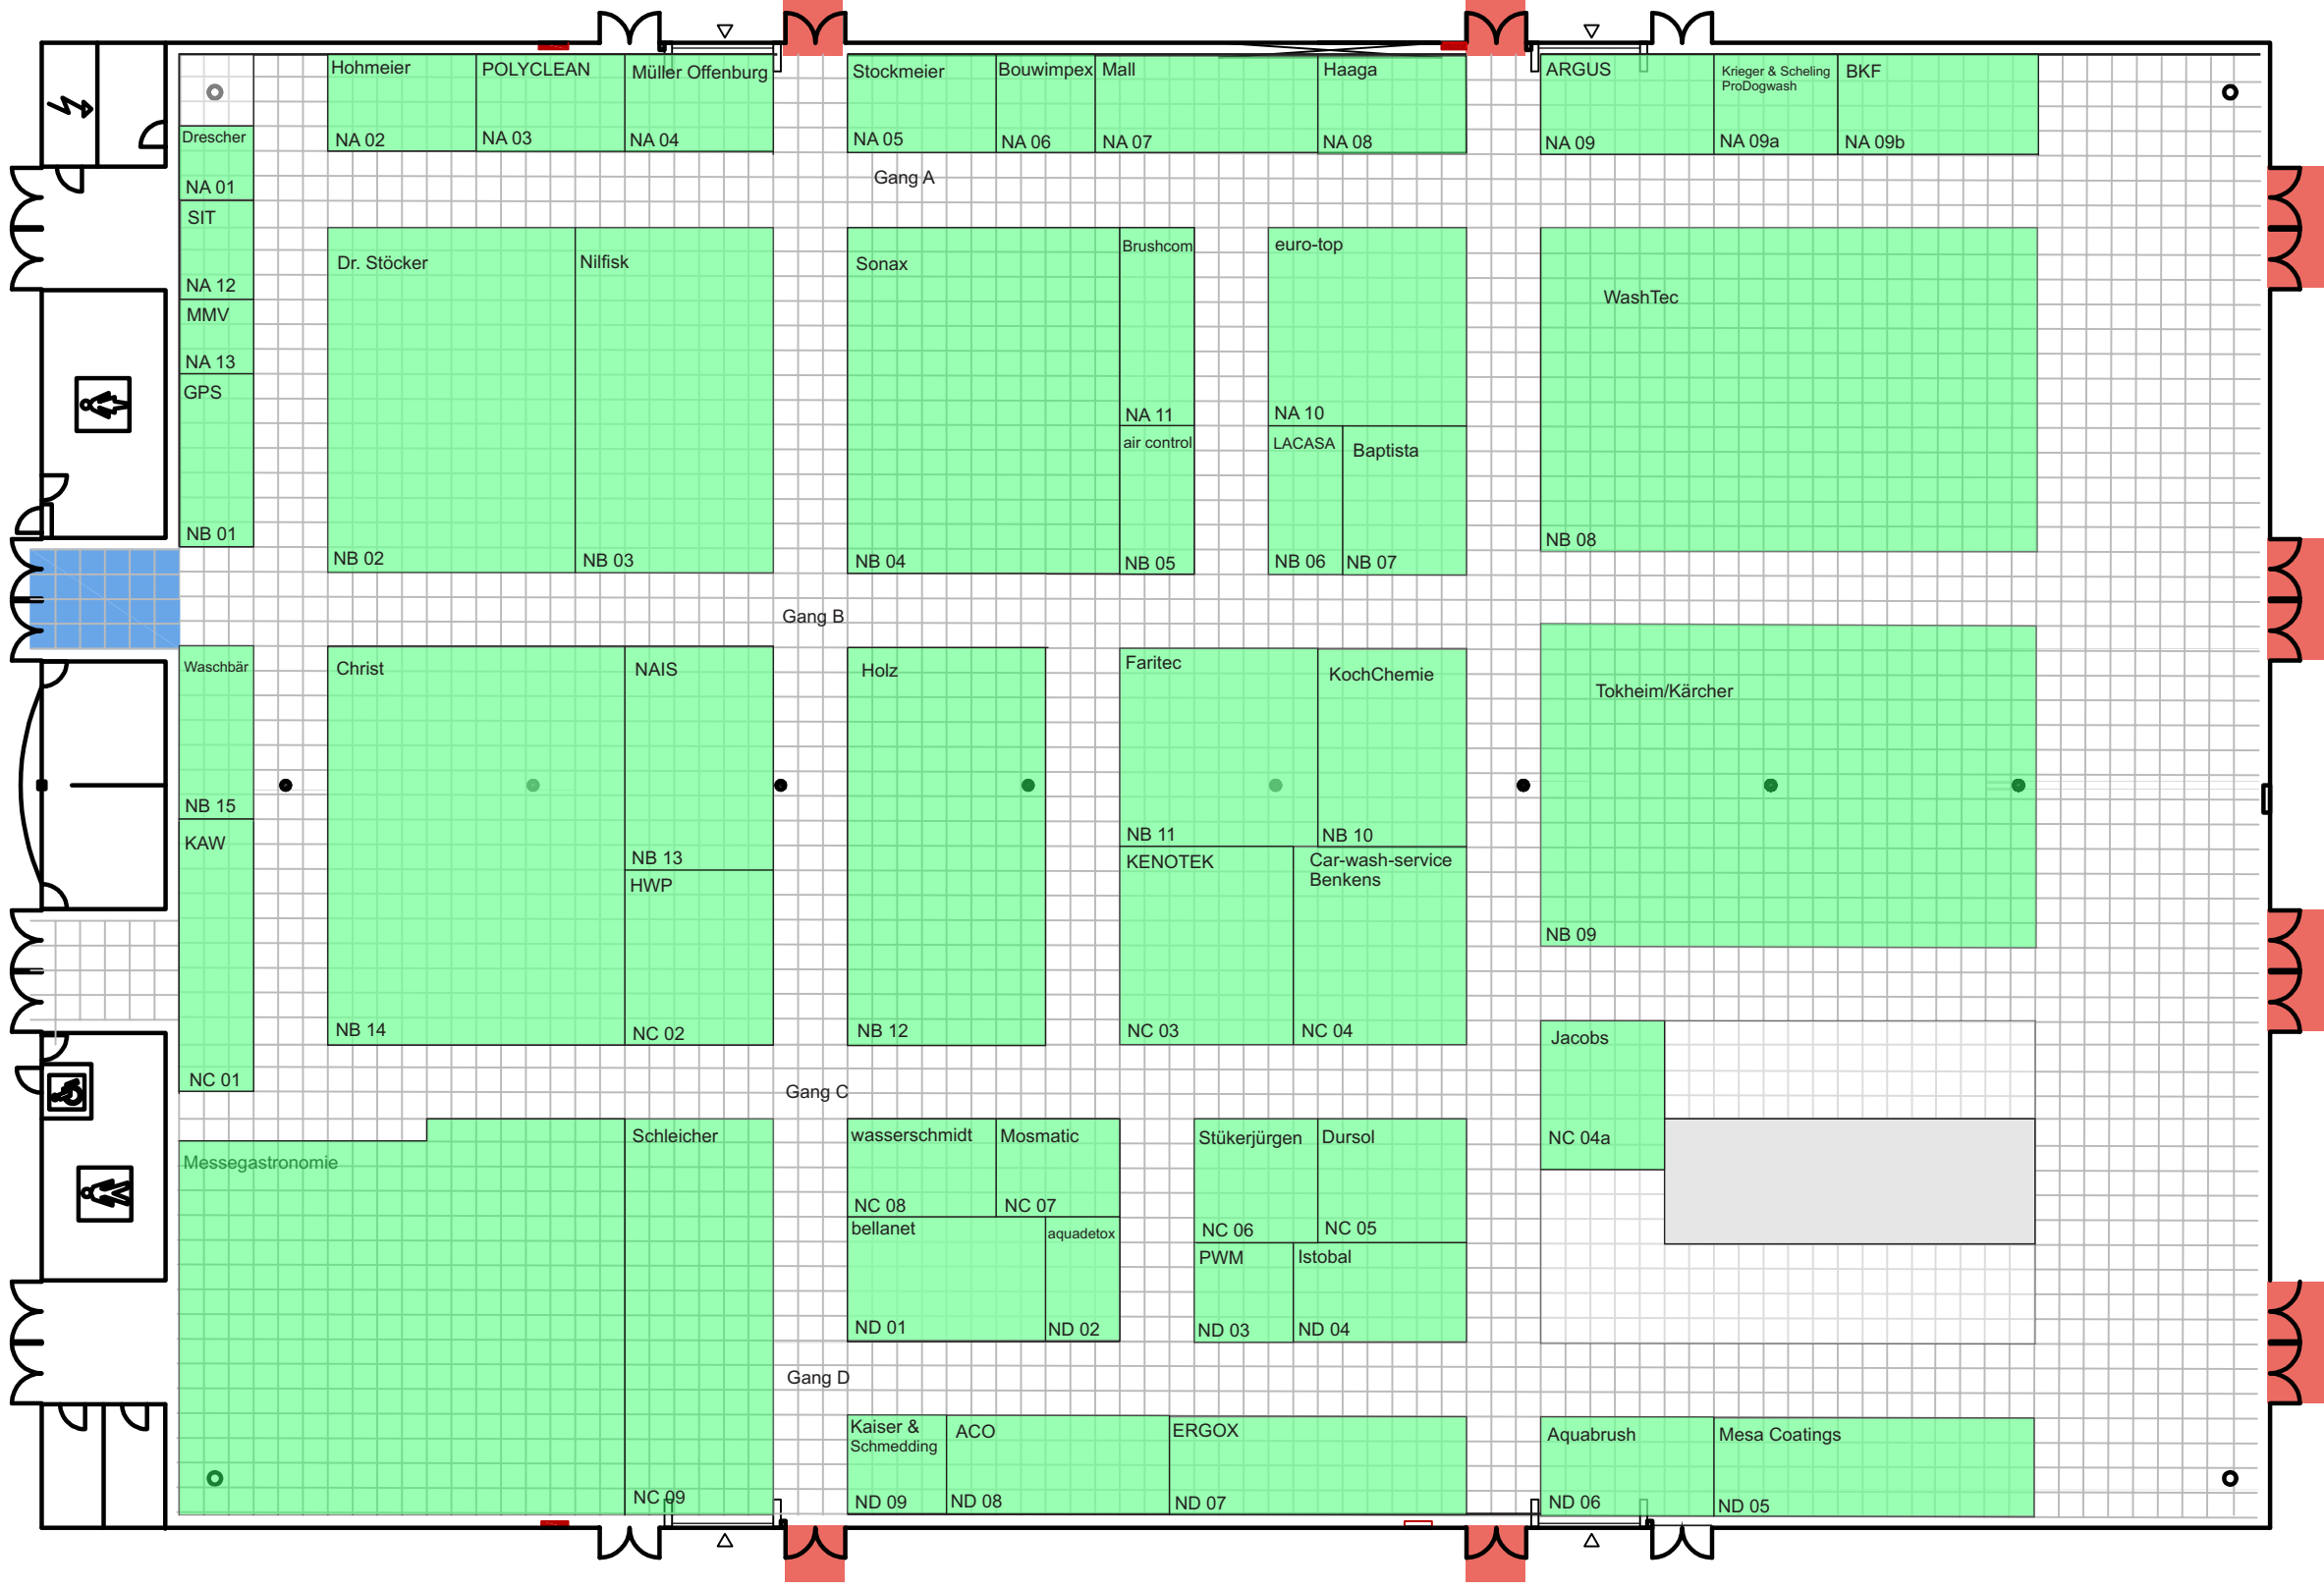 Hohmeier
NA 02
POLYCLEAN
NA 03
Müller Offenburg
NA 04
Stockmeier
NA 05
Bouwimpex
NA 06
Mall
NA 07
Haaga
NA 08
ARGUS
NA 09
Krieger & Scheling
ProDogwash
NA 09a
BKF
NA 09b
Drescher
NA 01
SIT
NA 12
MMV
NA 13
GPS
NB 01
Gang A
Dr. Stöcker
NB 02
Nilfisk
NB 03
Sonax
NB 04
Brushcom
NA 11
air control
NB 05
euro-top
NA 10
LACASA
NB 06
Baptista
NB 07
WashTec
NB 08
Gang B
Waschbär
NB 15
KAW
NC 01
Christ
NB 14
NAIS
NB 13
HWP
NC 02
Holz
NB 12
Faritec
NB 11
KochChemie
NB 10
KENOTEK
NC 03
Car-wash-service
Benkens
NC 04
Tokheim/Kärcher
NB 09
Jacobs
NC 04a
Gang C
Messegastronomie
Schleicher
NC 09
wasserschmidt
NC 08
Mosmatic
NC 07
bellanet
ND 01
aquadetox
ND 02
Stükerjürgen
NC 06
Dursol
NC 05
PWM
ND 03
Istobal
ND 04
Gang D
Kaiser &
Schmedding
ND 09
ACO
ND 08
ERGOX
ND 07
Aquabrush
ND 06
Mesa Coatings
ND 05